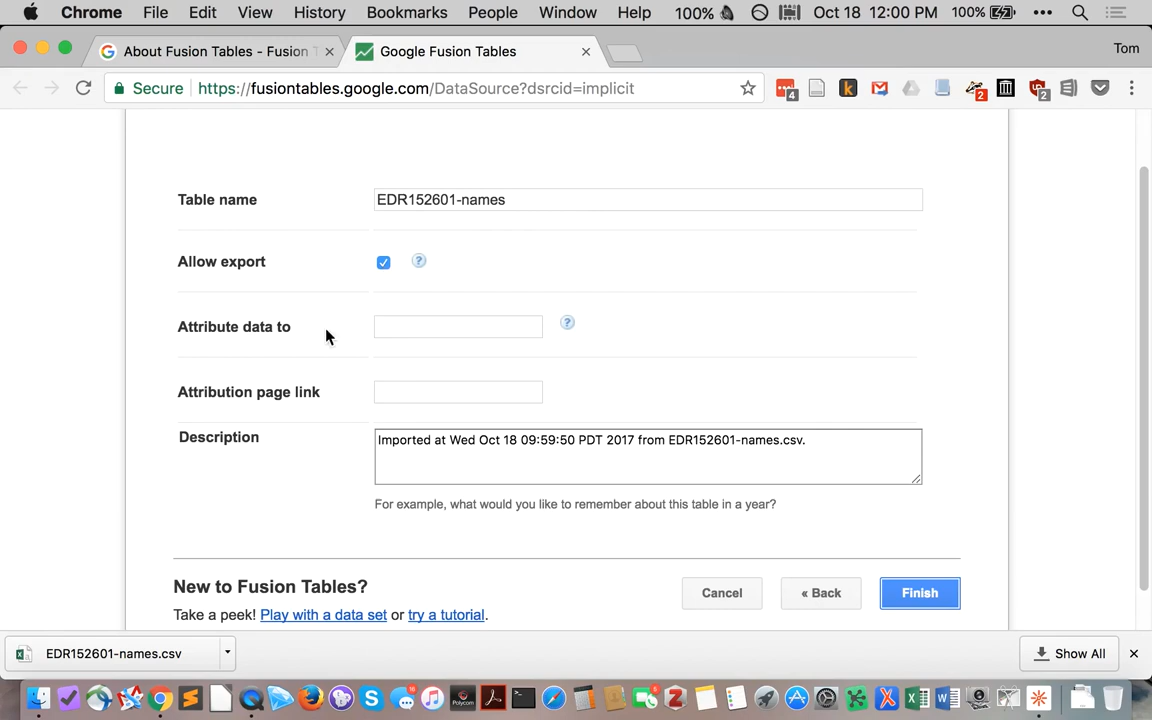 Chrome File Edit View History Bookmarks People Window Help 100% Oct 18 12:00 PM 100%
About Fusion Tables - Fusion T
Google Fusion Tables
Tom
Secure https://fusiontables.google.com/DataSource?dsrcid=implicit
4
2
2
Table name
EDR152601-names
Allow export
?
Attribute data to
?
Attribution page link
Description
Imported at Wed Oct 18 09:59:50 PDT 2017 from EDR152601-names.csv.
For example, what would you like to remember about this table in a year?
New to Fusion Tables?
Take a peek! Play with a data set or try a tutorial.
Cancel
« Back
Finish
EDR152601-names.csv
Show All